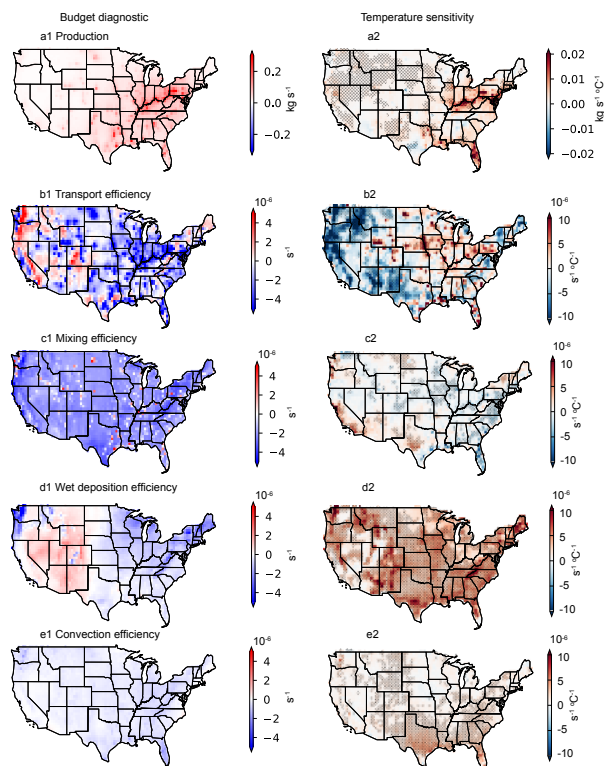 Budget diagnostic
Temperature sensitivity
a1 Production
a2
0.2
0.0
−0.2
kg s⁻¹
0.02
0.01
0.00
−0.01
−0.02
kg s⁻¹ °C⁻¹
b1 Transport efficiency
b2
10⁻⁶
4
2
0
−2
−4
s⁻¹
10⁻⁶
10
5
0
-5
-10
s⁻¹ °C⁻¹
c1 Mixing efficiency
c2
10⁻⁶
4
2
0
−2
−4
s⁻¹
10⁻⁶
10
5
0
-5
-10
s⁻¹ °C⁻¹
d1 Wet deposition efficiency
d2
10⁻⁶
4
2
0
−2
−4
s⁻¹
10⁻⁶
10
5
0
-5
-10
s⁻¹ °C⁻¹
e1 Convection efficiency
e2
10⁻⁶
4
2
0
−2
−4
s⁻¹
10⁻⁶
10
5
0
-5
-10
s⁻¹ °C⁻¹